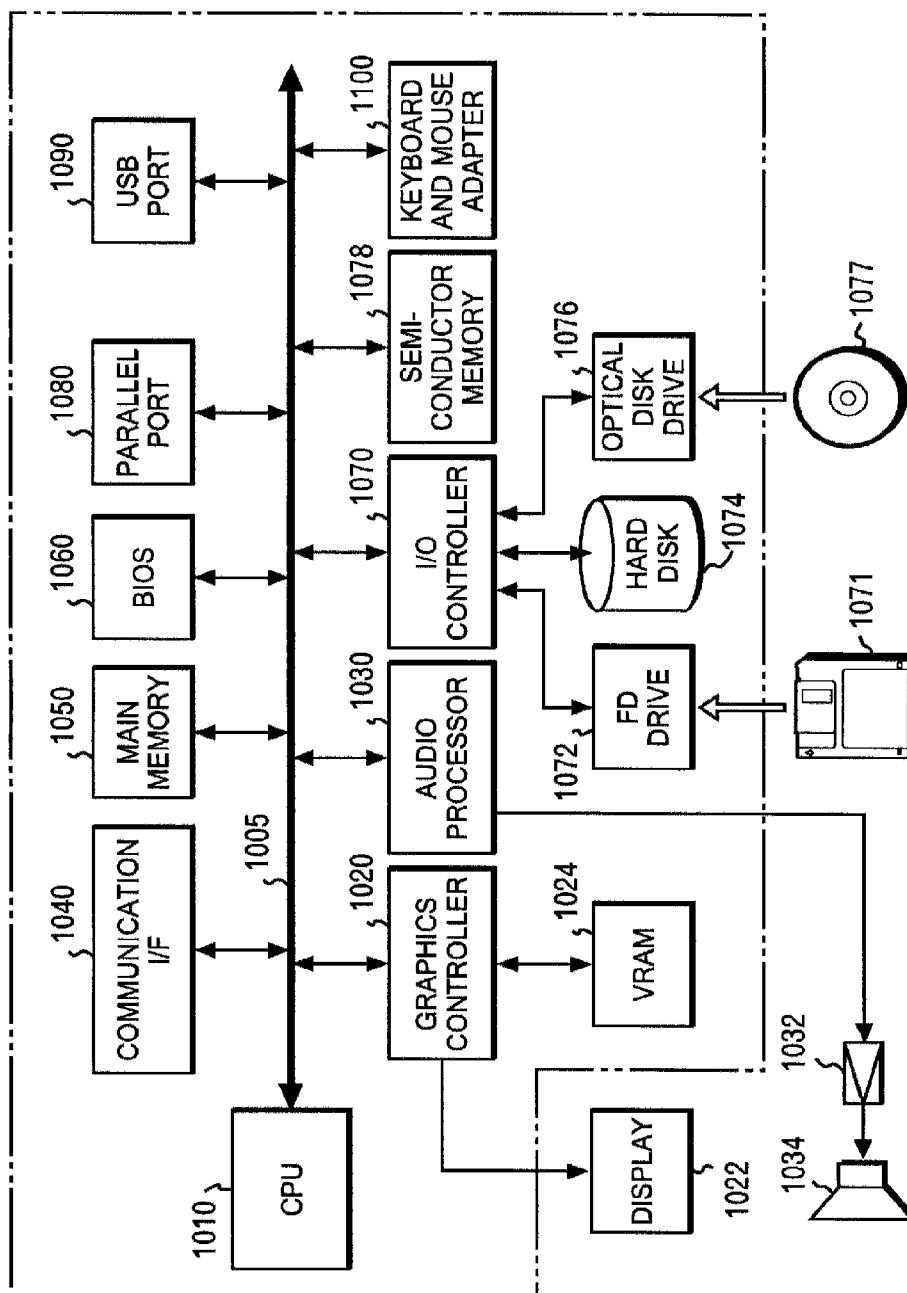 1010
CPU
1040
COMMUNICATION
I/F
1050
MAIN
MEMORY
1060
BIOS
1080
PARALLEL
PORT
1090
USB
PORT
1005
1020
GRAPHICS
CONTROLLER
1030
AUDIO
PROCESSOR
1070
I/O
CONTROLLER
1078
SEMI-
CONDUCTOR
MEMORY
1100
KEYBOARD
AND MOUSE
ADAPTER
DISPLAY
1022
1024
VRAM
1072
FD
DRIVE
HARD
DISK
1074
1076
OPTICAL
DISK
DRIVE
1034
1032
1071
1077